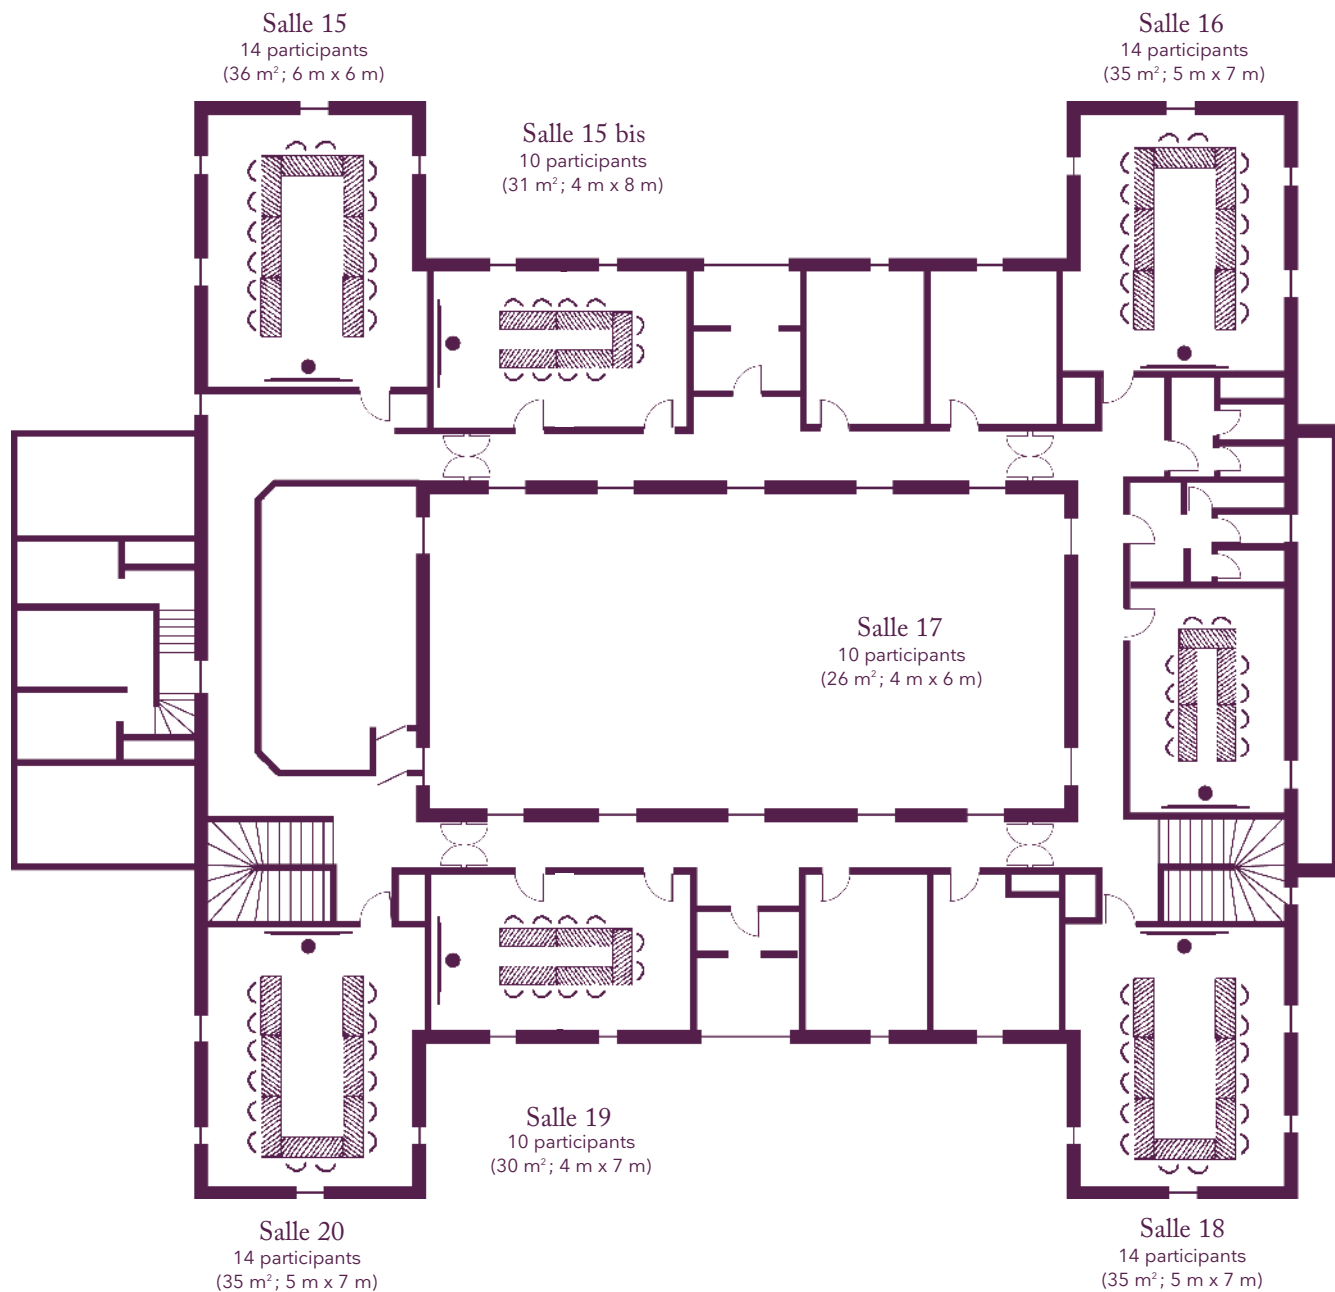 Salle 15
14 participants
(36 m²; 6 m x 6 m)
Salle 16
14 participants
(35 m²; 5 m x 7 m)
Salle 15 bis
10 participants
(31 m²; 4 m x 8 m)
Salle 17
10 participants
(26 m²; 4 m x 6 m)
Salle 19
10 participants
(30 m²; 4 m x 7 m)
Salle 20
14 participants
(35 m²; 5 m x 7 m)
Salle 18
14 participants
(35 m²; 5 m x 7 m)